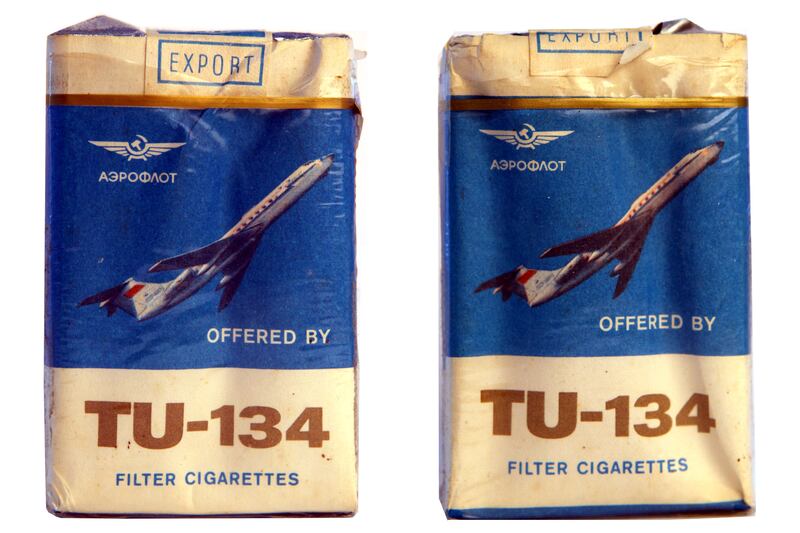 EXPORT
АЭРОФЛОТ
OFFERED BY
TU-134
FILTER CIGARETTES
EXPORT
АЭРОФЛОТ
OFFERED BY
TU-134
FILTER CIGARETTES